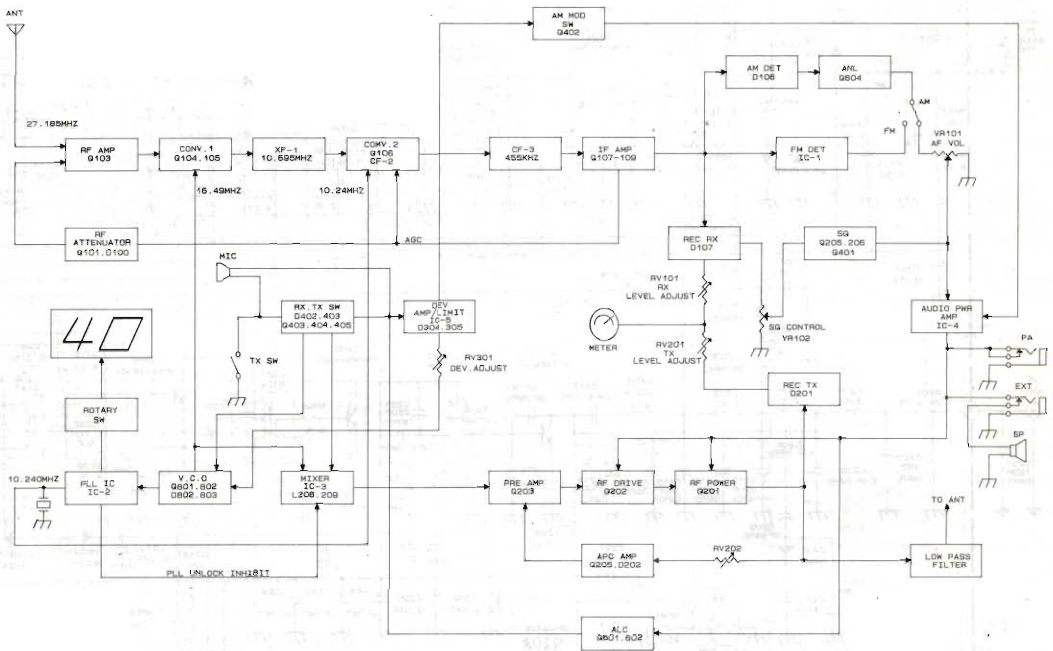 ANT
AM MOD
SW
Q402
AM DET
D106
ANL
Q604
AM
FM
VR101
AF VOL
27.185MHZ
RF AMP
Q103
CONV.1
Q104.105
XF-1
10.695MHZ
COMV.2
Q106
CF-2
CF-3
455KHZ
IF AMP
Q107-109
FM DET
IC-1
16.49MHZ
10.24MHZ
RF
ATTENUATOR
Q101.D100
AGC
REC RX
D107
SG
Q205.206
Q401
MIC
RX.TX SW
D402.403
Q403.404.405
DEV
AMP/LIMIT
IC-5
D304.305
RV101
RX
LEVEL ADJUST
METER
RV201
TX
LEVEL ADJUST
SG CONTROL
VR102
AUDIO PWR
AMP
IC-4
40
TX SW
RV301
DEV.ADJUST
PA
REC TX
D201
EXT
ROTARY
SW
SP
10.240MHZ
PLL IC
IC-2
V.C.O
Q801.802
D802.803
MIXER
IC-3
L208.209
PRE AMP
Q203
RF DRIVE
Q202
RF POWER
Q201
TO ANT
PLL UNLOCK INHIBIT
APC AMP
Q205.D202
RV202
LOW PASS
FILTER
ALC
Q601.602